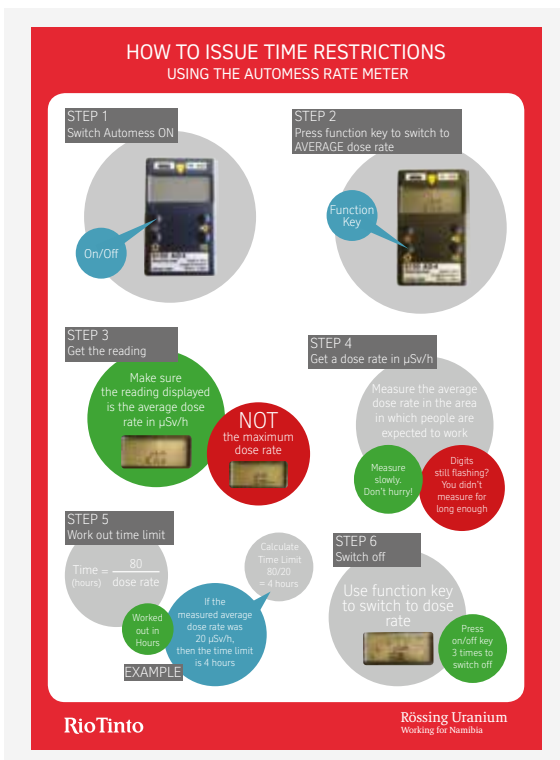 HOW TO ISSUE TIME RESTRICTIONS
USING THE AUTOMESS RATE METER
STEP 1
Switch Automess ON
On/Off
STEP 2
Press function key to switch to
AVERAGE dose rate
Function
Key
STEP 3
Get the reading
Make sure
the reading displayed
is the average dose
rate in µSv/h
NOT
the maximum
dose rate
STEP 4
Get a dose rate in µSv/h
Measure the average
dose rate in the area
in which people are
expected to work
Measure
slowly.
Don't hurry!
Digits
still flashing?
You didn't
measure for
long enough
STEP 5
Work out time limit
Time = 80
(hours) dose rate
Worked
out in
Hours
If the
measured average
dose rate was
20 µSv/h,
then the time limit
is 4 hours
EXAMPLE
Calculate
Time Limit
80/20
= 4 hours
STEP 6
Switch off
Use function key
to switch to dose
rate
Press
on/off key
3 times to
switch off
RioTinto
Rössing Uranium
Working for Namibia